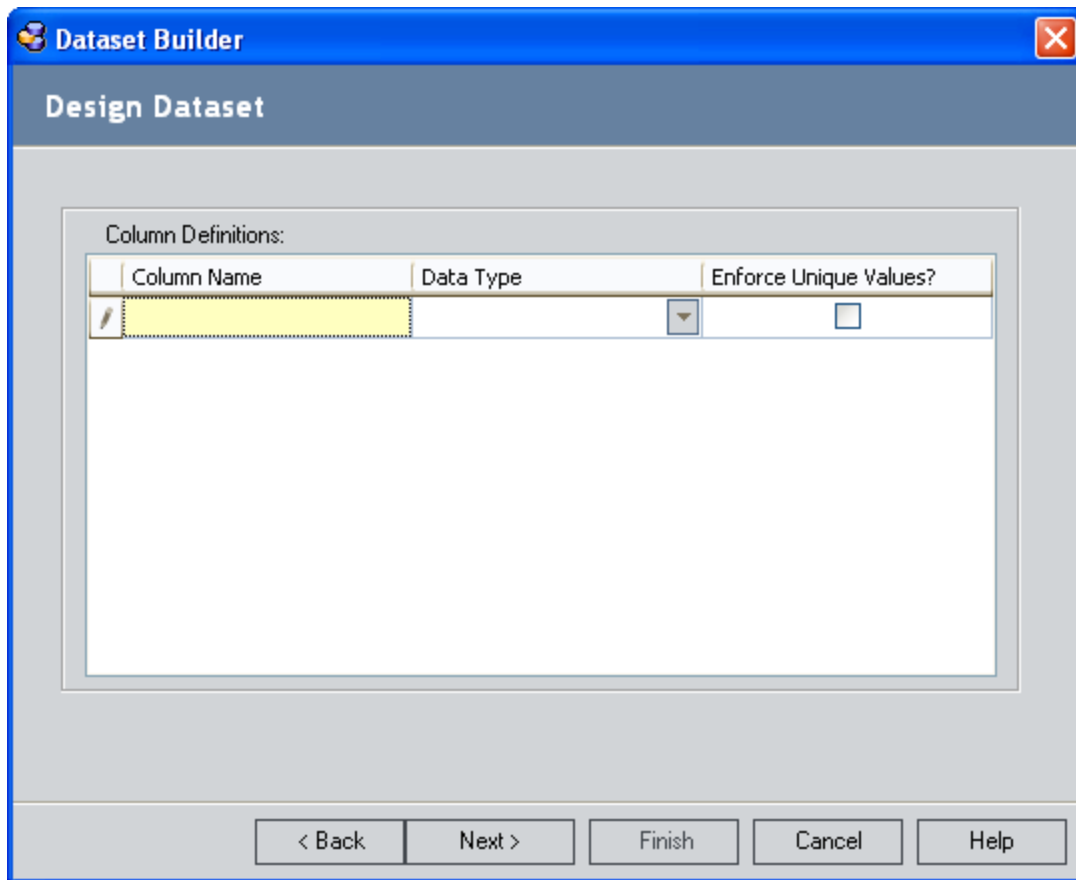 Dataset Builder
Design Dataset
Column Definitions:
Column Name Data Type Enforce Unique Values?
< Back Next > Finish Cancel Help